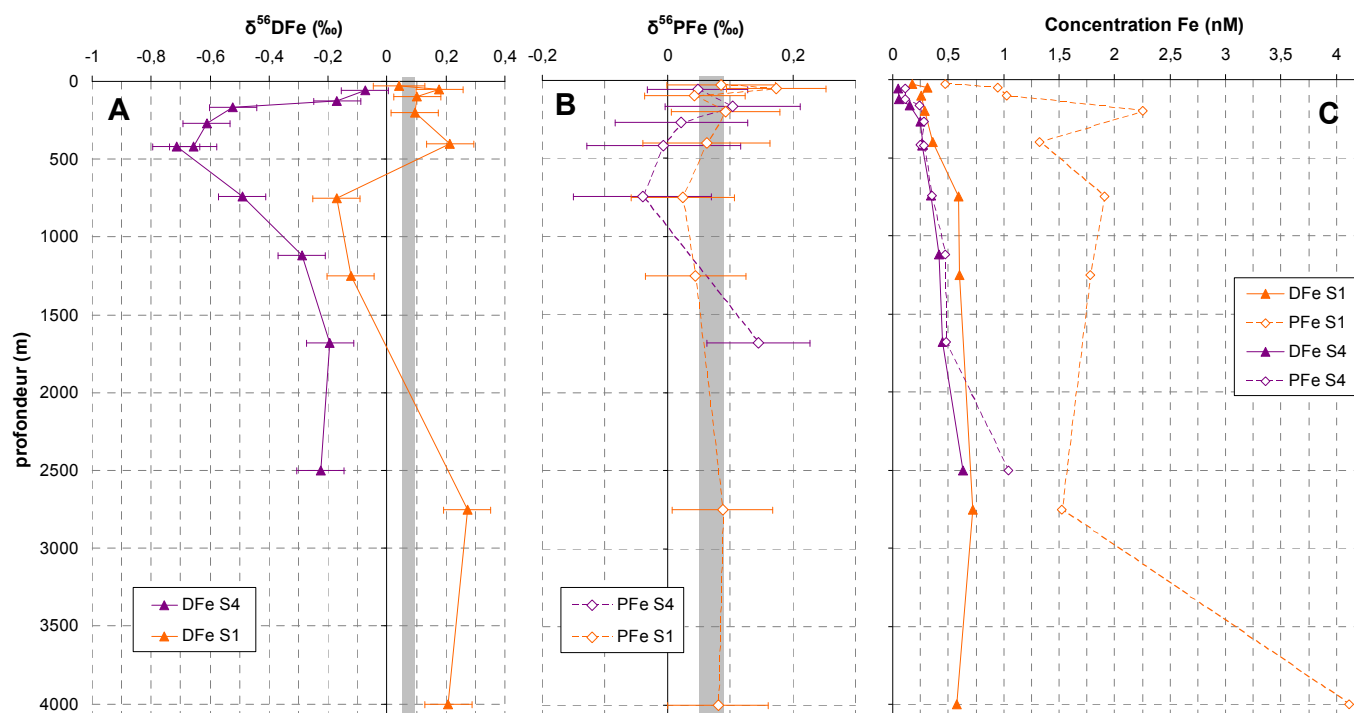 δ⁵⁶DFe (‰)
-1 -0,8 -0,6 -0,4 -0,2 0 0,2 0,4
δ⁵⁶PFe (‰)
-0,2 0 0,2
Concentration Fe (nM)
0 0,5 1 1,5 2 2,5 3 3,5 4
A
B
C
profondeur (m)
0
500
1000
1500
2000
2500
3000
3500
4000
DFe S4
DFe S1
PFe S4
PFe S1
DFe S1
PFe S1
DFe S4
PFe S4